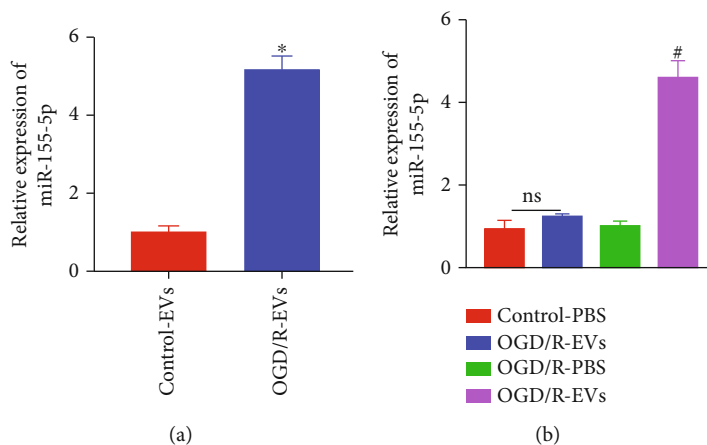 Relative expression of
miR-155-5p
6
4
2
0
*
Control-EVs
OGD/R-EVs
(a)
Relative expression of
miR-155-5p
6
4
2
0
ns
#
Control-PBS
OGD/R-EVs
OGD/R-PBS
OGD/R-EVs
(b)